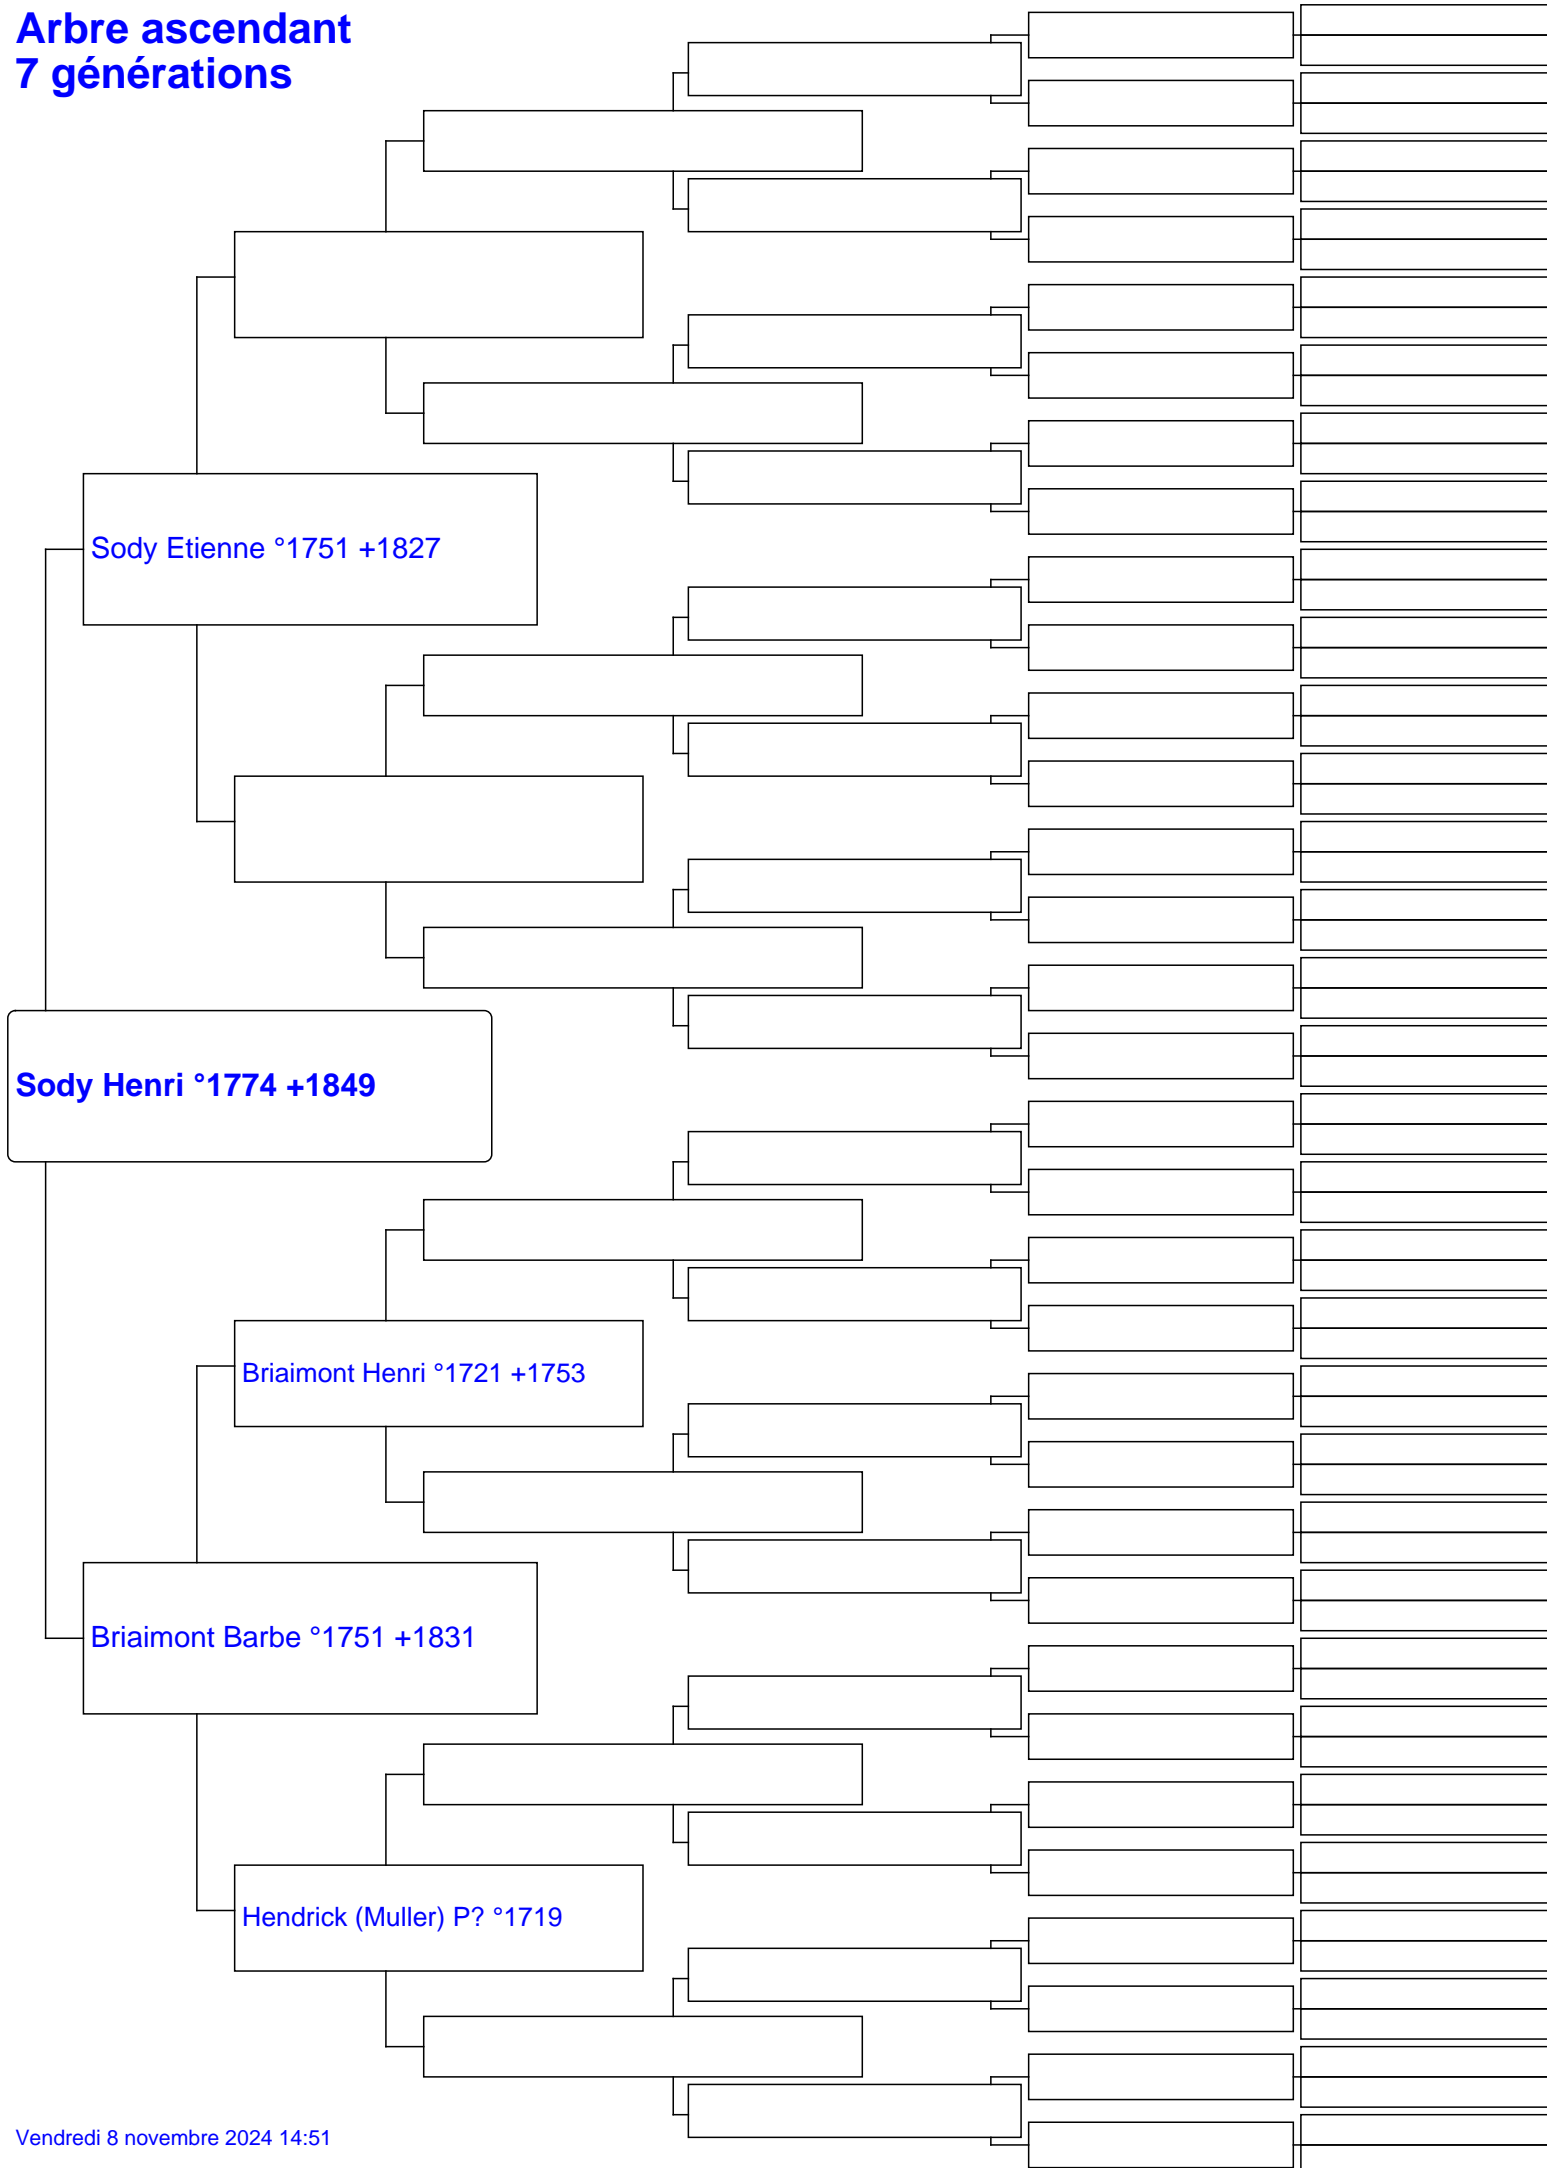 Arbre ascendant
7 générations
Sody Etienne °1751 +1827
Sody Henri °1774 +1849
Briaimont Henri °1721 +1753
Briaimont Barbe °1751 +1831
Hendrick (Muller) P? °1719
Vendredi 8 novembre 2024 14:51